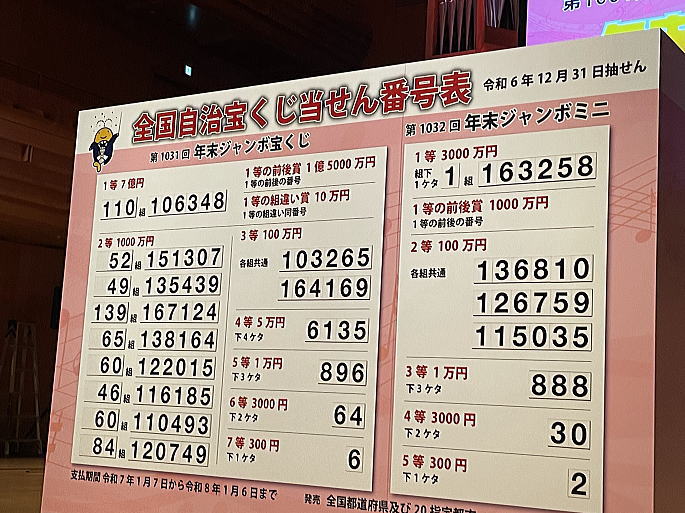 全国自治宝くじ当せん番号表
令和6年12月31日抽せん
第1031回 年末ジャンボ宝くじ
1等 7億円
110組 106348
1等の前後賞 1億5000万円
1等の前後の番号
1等の組違い賞 10万円
1等の組違い同番号
2等 1000万円
52組 151307
49組 135439
139組 167124
65組 138164
60組 122015
46組 116185
60組 110493
84組 120749
3等 100万円
各組共通 103265
164169
4等 5万円
下4ケタ 6135
5等 1万円
下3ケタ 896
6等 3000円
下2ケタ 64
7等 300円
下1ケタ 6
第1032回 年末ジャンボミニ
1等 3000万円
組下1ケタ 1組 163258
1等の前後賞 1000万円
1等の前後の番号
2等 100万円
各組共通 136810
126759
115035
3等 1万円
下3ケタ 888
4等 3000円
下2ケタ 30
5等 300円
下1ケタ 2
支払期間 令和7年1月7日から令和8年1月6日まで
発売 全国都道府県及び20指定都市